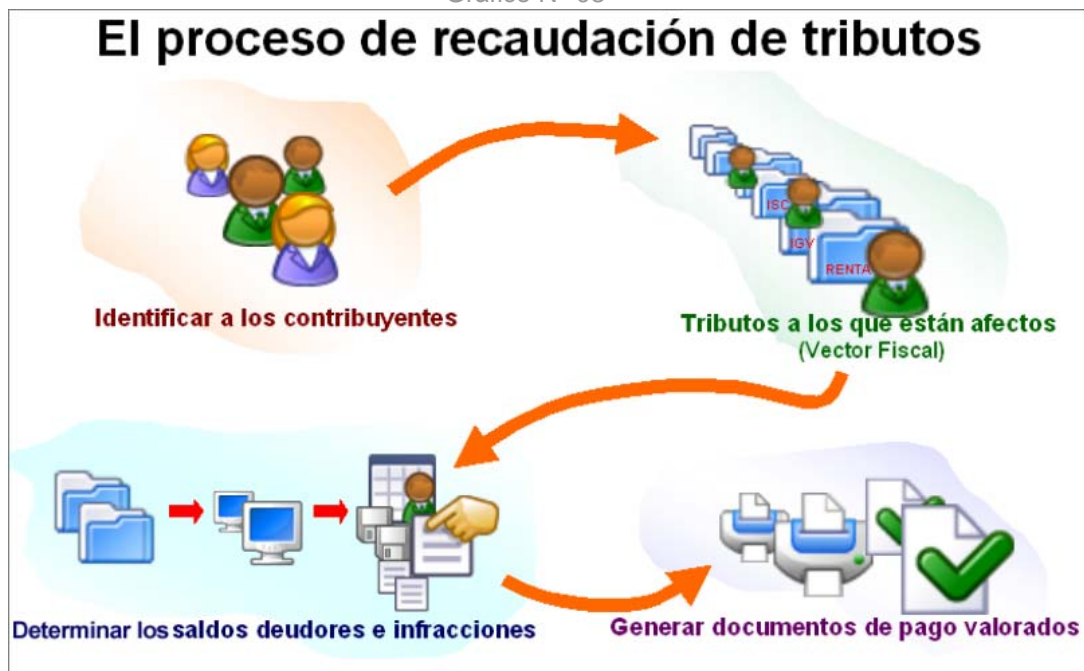 El proceso de recaudación de tributos
Identificar a los contribuyentes
ISC
IGV
RENTA
Tributos a los que están afectos
(Vector Fiscal)
Determinar los saldos deudores e infracciones
Generar documentos de pago valorados